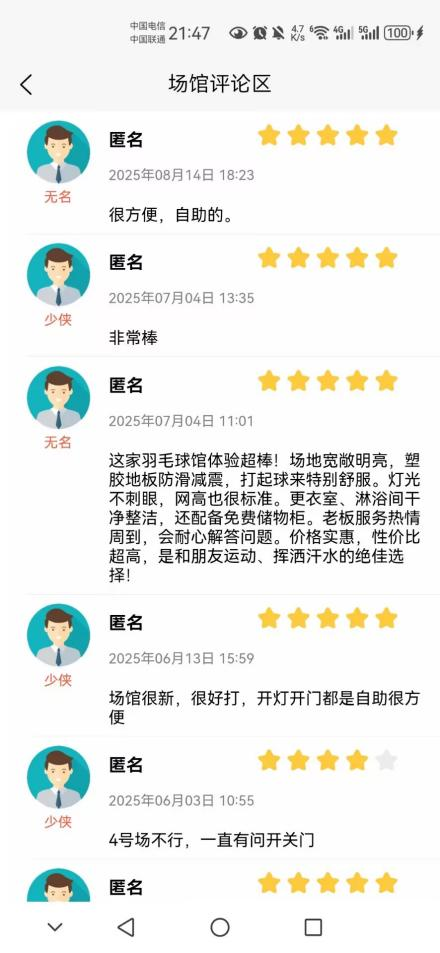 中国电信
中国联通
21:47
4.7
K/s
6
4G
5G
100
场馆评论区
匿名
2025年08月14日 18:23
无名
很方便，自助的。
匿名
2025年07月04日 13:35
少侠
非常棒
匿名
2025年07月04日 11:01
无名
这家羽毛球馆体验超棒！场地宽敞明亮，塑
胶地板防滑减震，打起球来特别舒服。灯光
不刺眼，网高也很标准。更衣室、淋浴间干
净整洁，还配备免费储物柜。老板服务热情
周到，会耐心解答问题。价格实惠，性价比
超高，是和朋友运动、挥洒汗水的绝佳选
择！
匿名
2025年06月13日 15:59
少侠
场馆很新，很好打，开灯开门都是自助很方
便
匿名
2025年06月03日 10:55
少侠
4号场不行，一直有问开关门
匿名